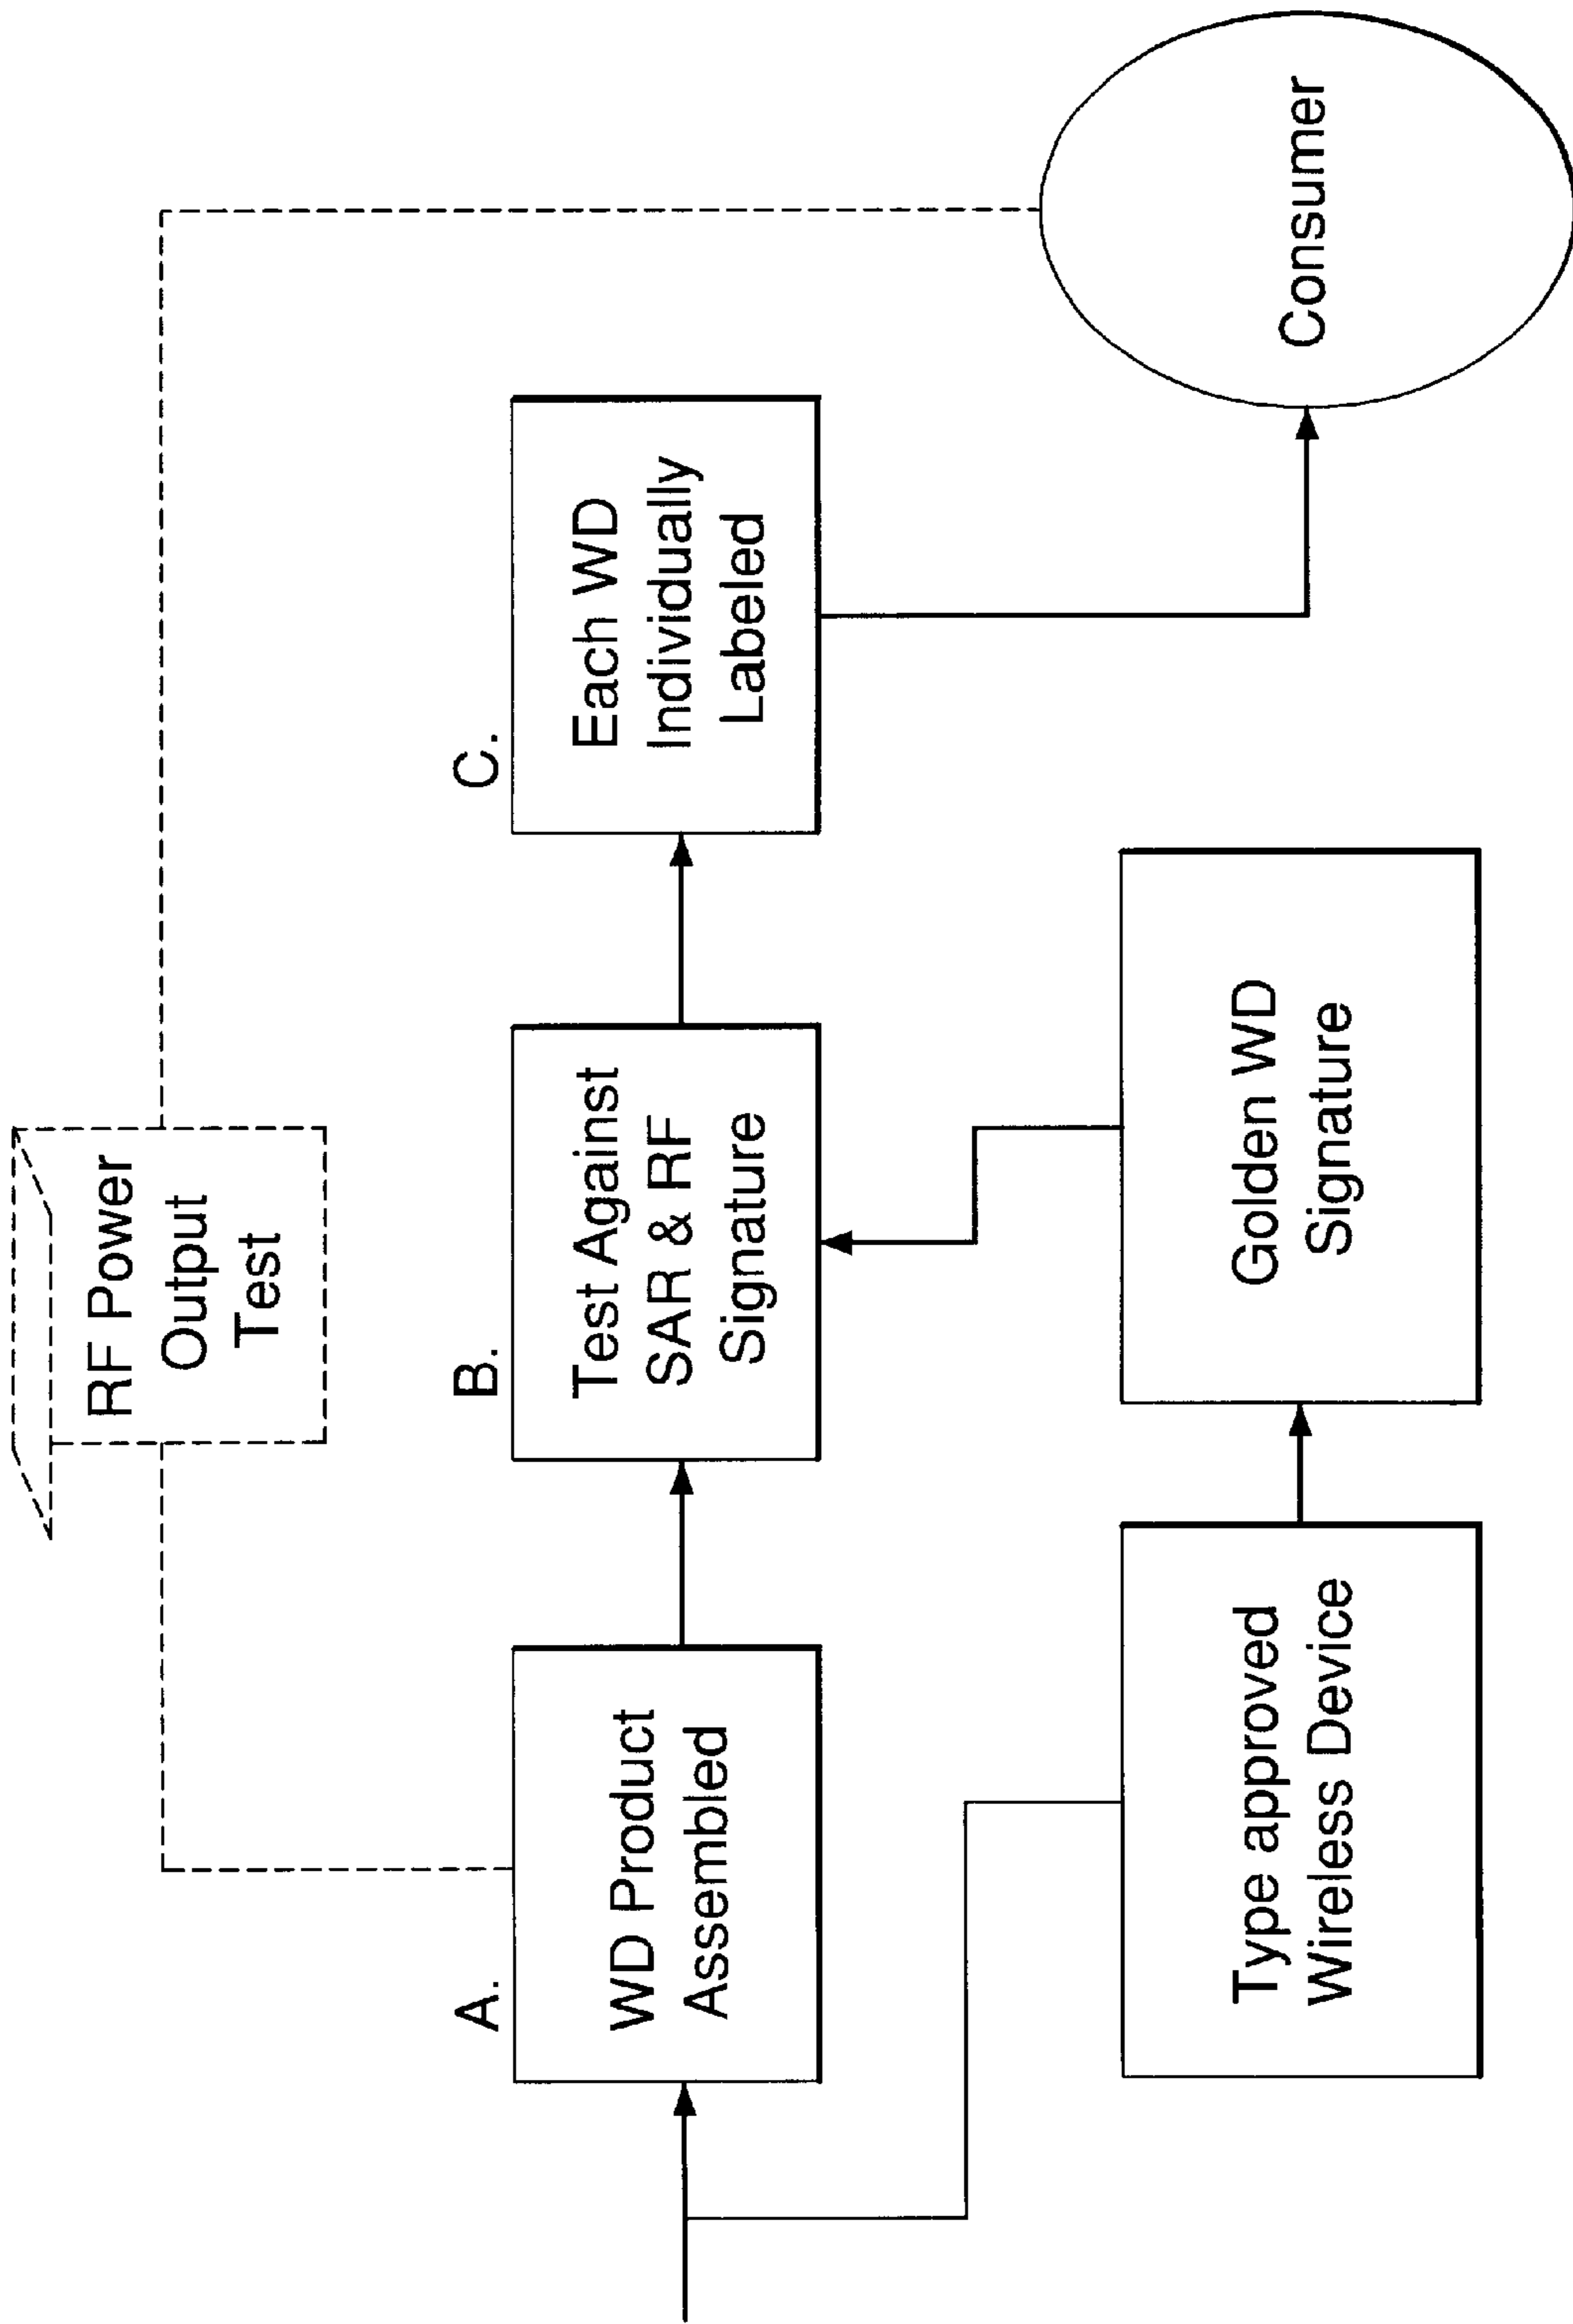 RF Power
Output
Test
A.
WD Product
Assembled
B.
Test Against
SAR & RF
Signature
C.
Each WD
Individually
Labeled
Type approved
Wireless Device
Golden WD
Signature
Consumer